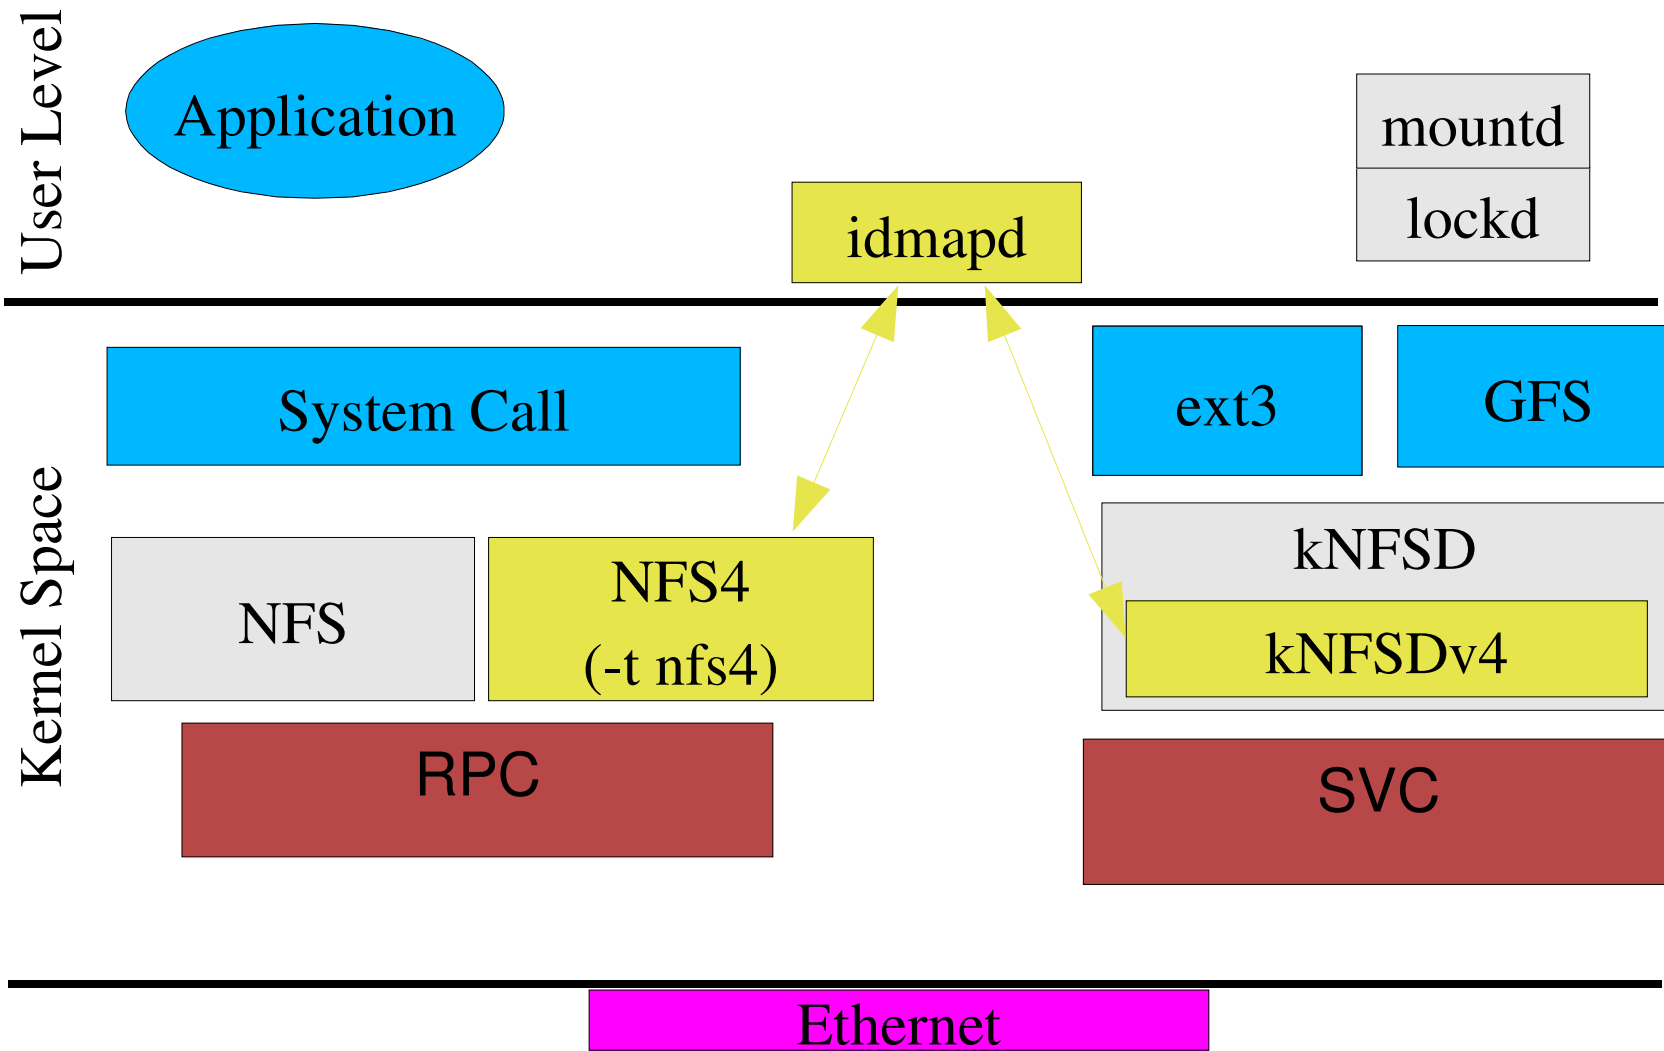 User Level
Application
mountd
lockd
idmapd
Kernel Space
System Call
ext3
GFS
NFS
NFS4
(-t nfs4)
kNFSD
kNFSDv4
RPC
SVC
Ethernet